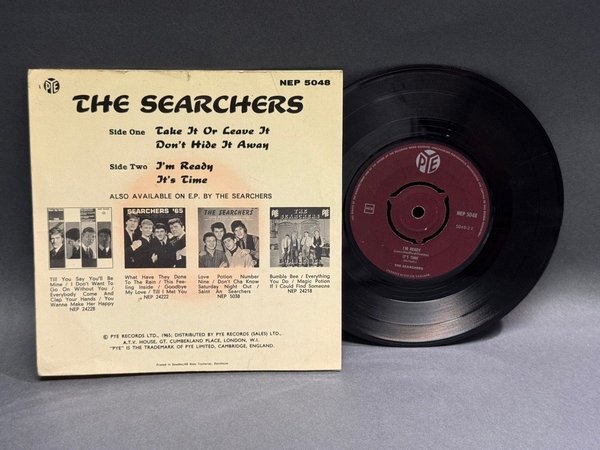 PYE
NEP 5048
THE SEARCHERS
Side One Take It Or Leave It
Don't Hide It Away
Side Two I'm Ready
It's Time
ALSO AVAILABLE ON E.P. BY THE SEARCHERS
SEARCHERS '65
THE SEARCHERS
THE SEARCHERS
Till You Say You'll Be
Mine / I Don't Want To
Go On Without You /
Everybody Come And
Clap Your Hands / You
Wanna Make Her Happy
NEP 24228
What Have They Done
To The Rain / This Feel-
ing Inside / Goodbye
My Love / Till I Met You
NEP 24222
Love Potion Number
Nine / Don't Cha Know
Saturday Night Out /
Saint An Searchers
NEP 5038
Bumble Bee / Everything
You Do / Magic Potion
If I Could Find Someone
NEP 24218
© PYE RECORDS LTD., 1965; DISTRIBUTED BY PYE RECORDS (SALES) LTD.,
A.T.V. HOUSE, GT. CUMBERLAND PLACE, LONDON, W.I.
"PYE" IS THE TRADEMARK OF PYE LIMITED, CAMBRIDGE, ENGLAND.
PYE
NEP 5048
I'M READY
IT'S TIME
THE SEARCHERS